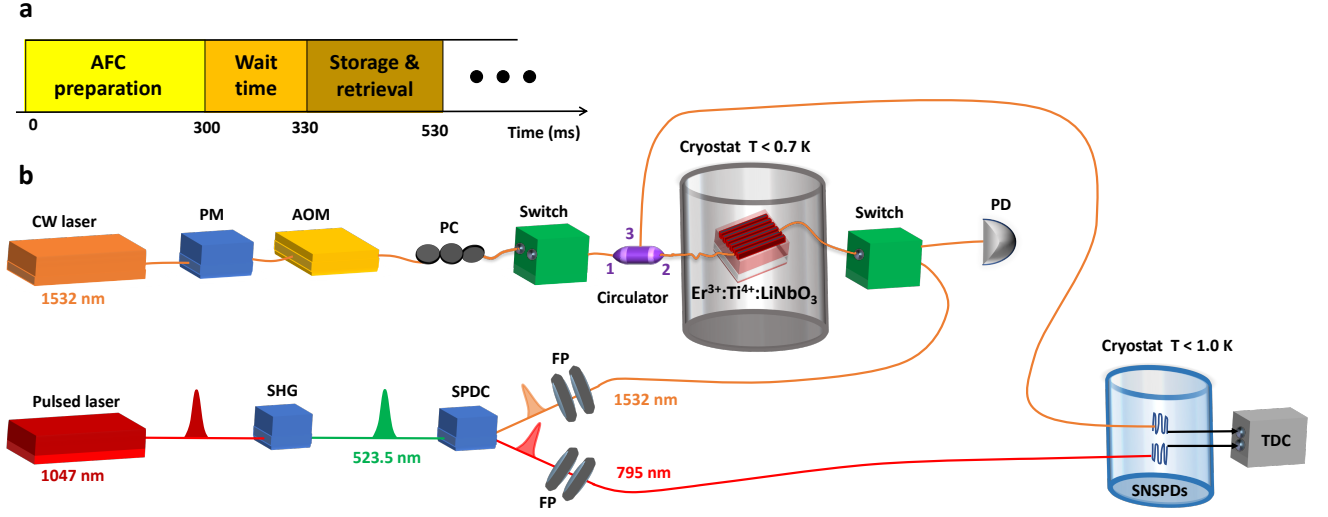 a
AFC
preparation
Wait
time
Storage &
retrieval
0
300
330
530
Time (ms)
b
CW laser
1532 nm
PM
AOM
PC
Switch
3
1
2
Circulator
Cryostat T < 0.7 K
Er³⁺:Ti⁴⁺:LiNbO₃
Switch
PD
Pulsed laser
1047 nm
SHG
523.5 nm
SPDC
FP
1532 nm
FP
795 nm
Cryostat T < 1.0 K
SNSPDs
TDC